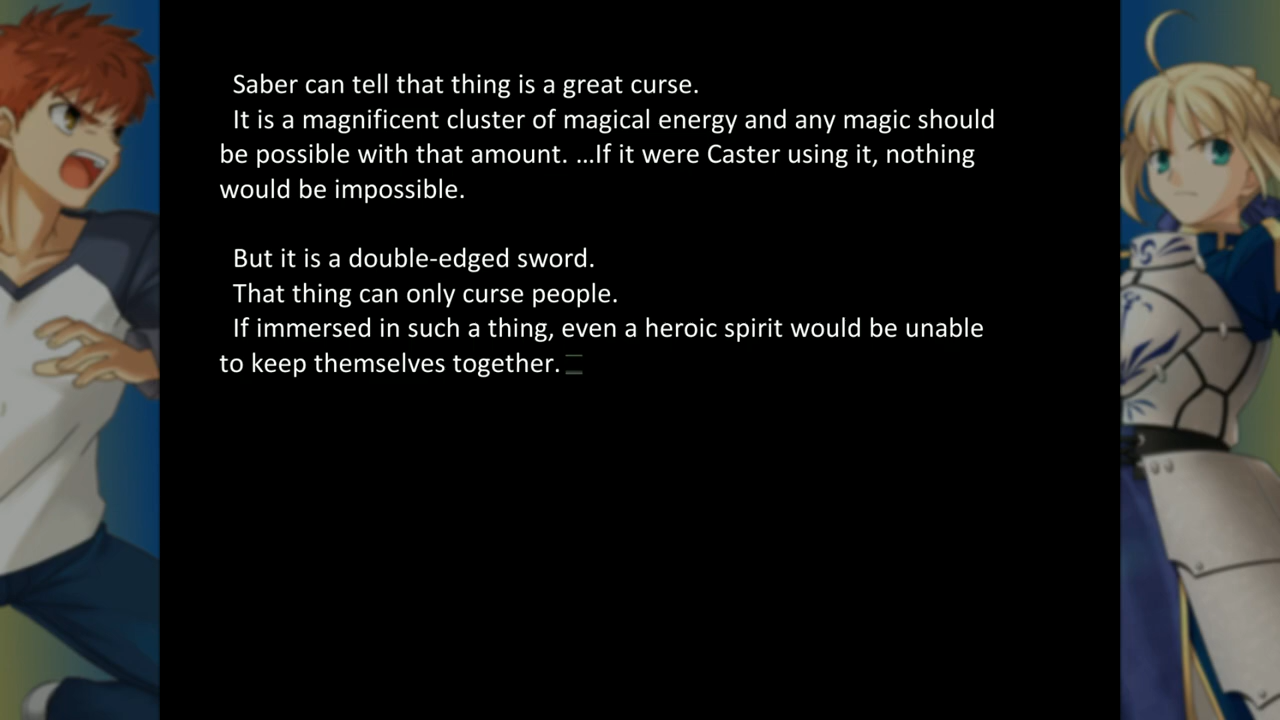 Saber can tell that thing is a great curse.
It is a magnificent cluster of magical energy and any magic should
be possible with that amount. ...If it were Caster using it, nothing
would be impossible.
But it is a double-edged sword.
That thing can only curse people.
If immersed in such a thing, even a heroic spirit would be unable
to keep themselves together.